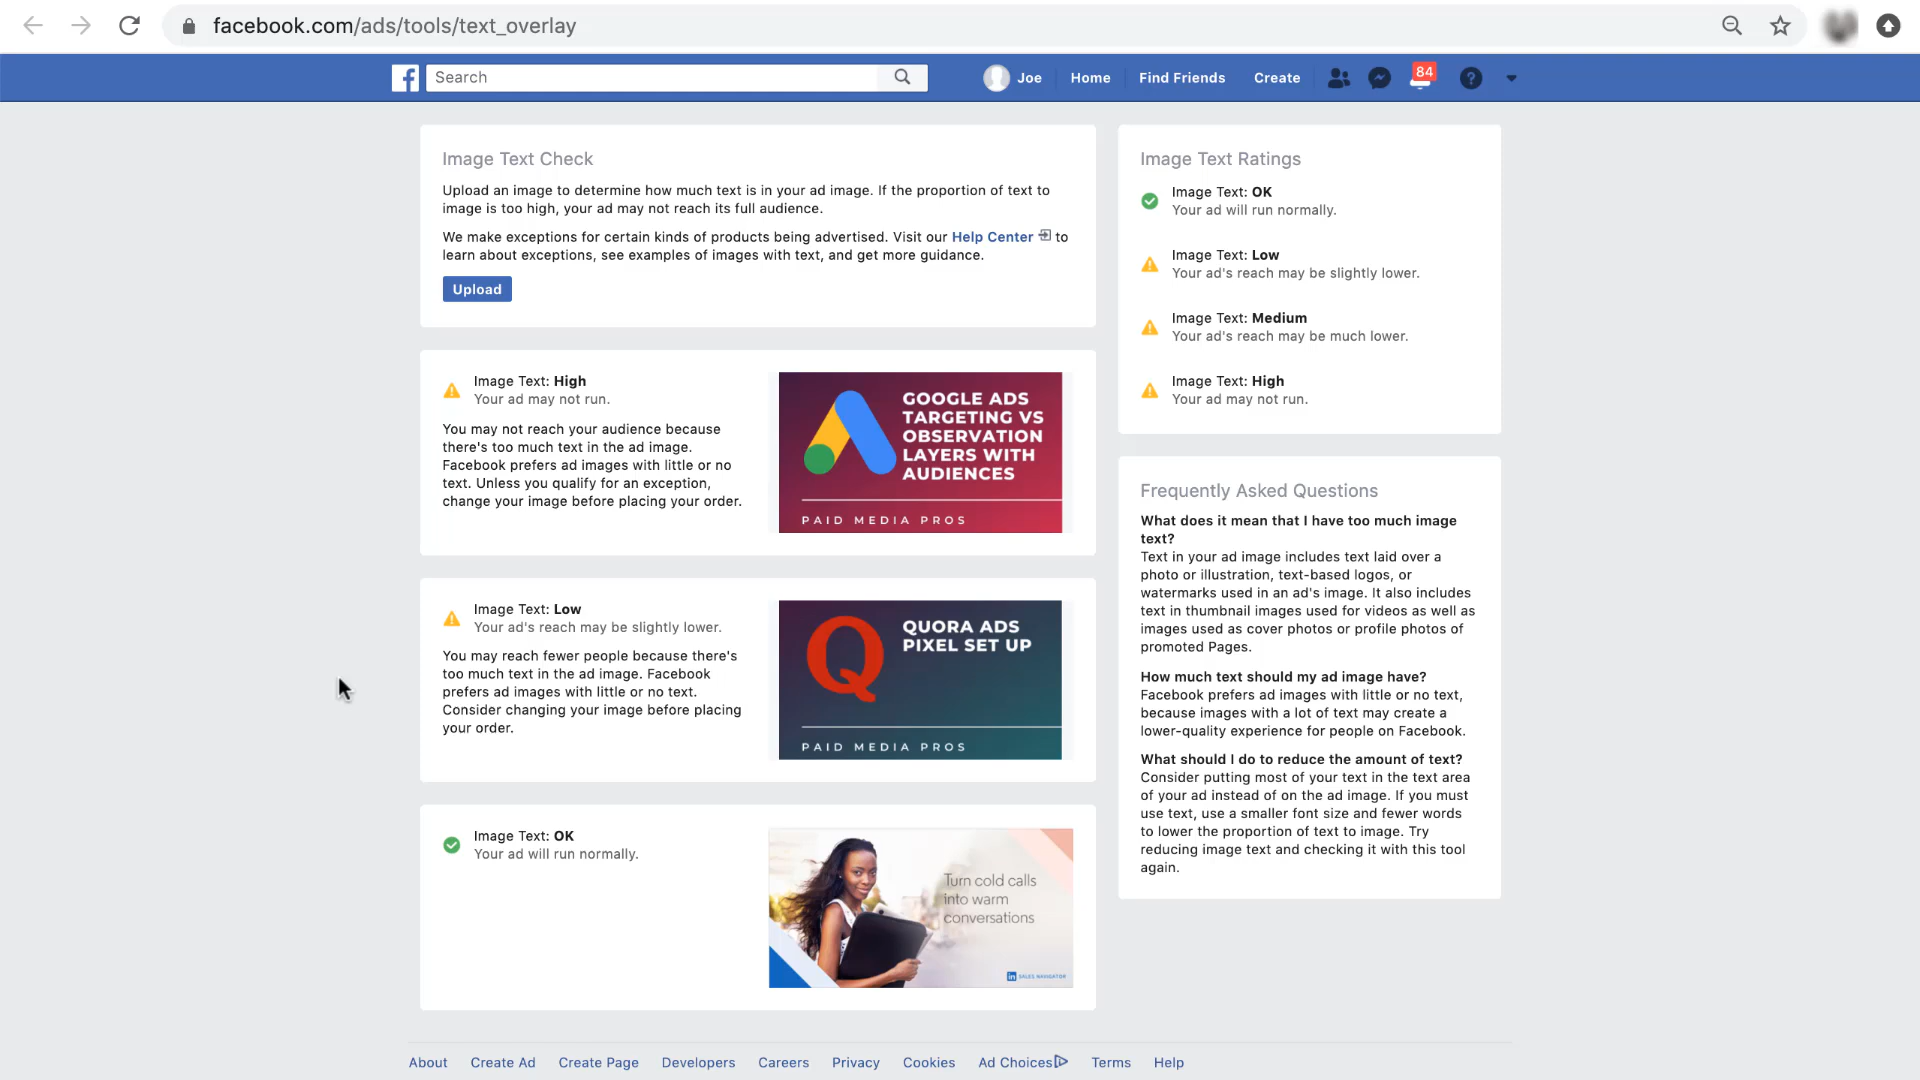 facebook.com/ads/tools/text_overlay
Search
Joe
Home
Find Friends
Create
84
Image Text Check
Upload an image to determine how much text is in your ad image. If the proportion of text to
image is too high, your ad may not reach its full audience.
We make exceptions for certain kinds of products being advertised. Visit our Help Center to
learn about exceptions, see examples of images with text, and get more guidance.
Upload
Image Text: High
Your ad may not run.
You may not reach your audience because
there's too much text in the ad image.
Facebook prefers ad images with little or no
text. Unless you qualify for an exception,
change your image before placing your order.
GOOGLE ADS
TARGETING VS
OBSERVATION
LAYERS WITH
AUDIENCES
PAID MEDIA PROS
Image Text: Low
Your ad's reach may be slightly lower.
You may reach fewer people because there's
too much text in the ad image. Facebook
prefers ad images with little or no text.
Consider changing your image before placing
your order.
Q
QUORA ADS
PIXEL SET UP
PAID MEDIA PROS
Image Text: OK
Your ad will run normally.
Turn cold calls
into warm
conversations
in SALES NAVIGATOR
Image Text Ratings
Image Text: OK
Your ad will run normally.
Image Text: Low
Your ad's reach may be slightly lower.
Image Text: Medium
Your ad's reach may be much lower.
Image Text: High
Your ad may not run.
Frequently Asked Questions
What does it mean that I have too much image
text?
Text in your ad image includes text laid over a
photo or illustration, text-based logos, or
watermarks used in an ad's image. It also includes
text in thumbnail images used for videos as well as
images used as cover photos or profile photos of
promoted Pages.
How much text should my ad image have?
Facebook prefers ad images with little or no text,
because images with a lot of text may create a
lower-quality experience for people on Facebook.
What should I do to reduce the amount of text?
Consider putting most of your text in the text area
of your ad instead of on the ad image. If you must
use text, use a smaller font size and fewer words
to lower the proportion of text to image. Try
reducing image text and checking it with this tool
again.
About
Create Ad
Create Page
Developers
Careers
Privacy
Cookies
Ad Choices
Terms
Help